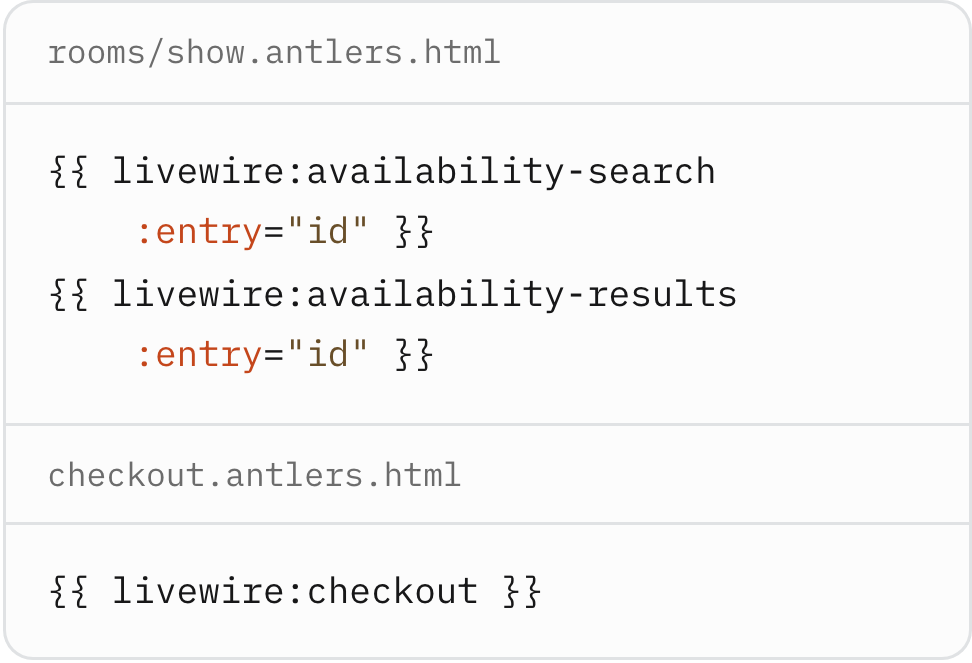 rooms/show.antlers.html
{{ livewire:availability-search
    :entry="id" }}
{{ livewire:availability-results
    :entry="id" }}
checkout.antlers.html
{{ livewire:checkout }}